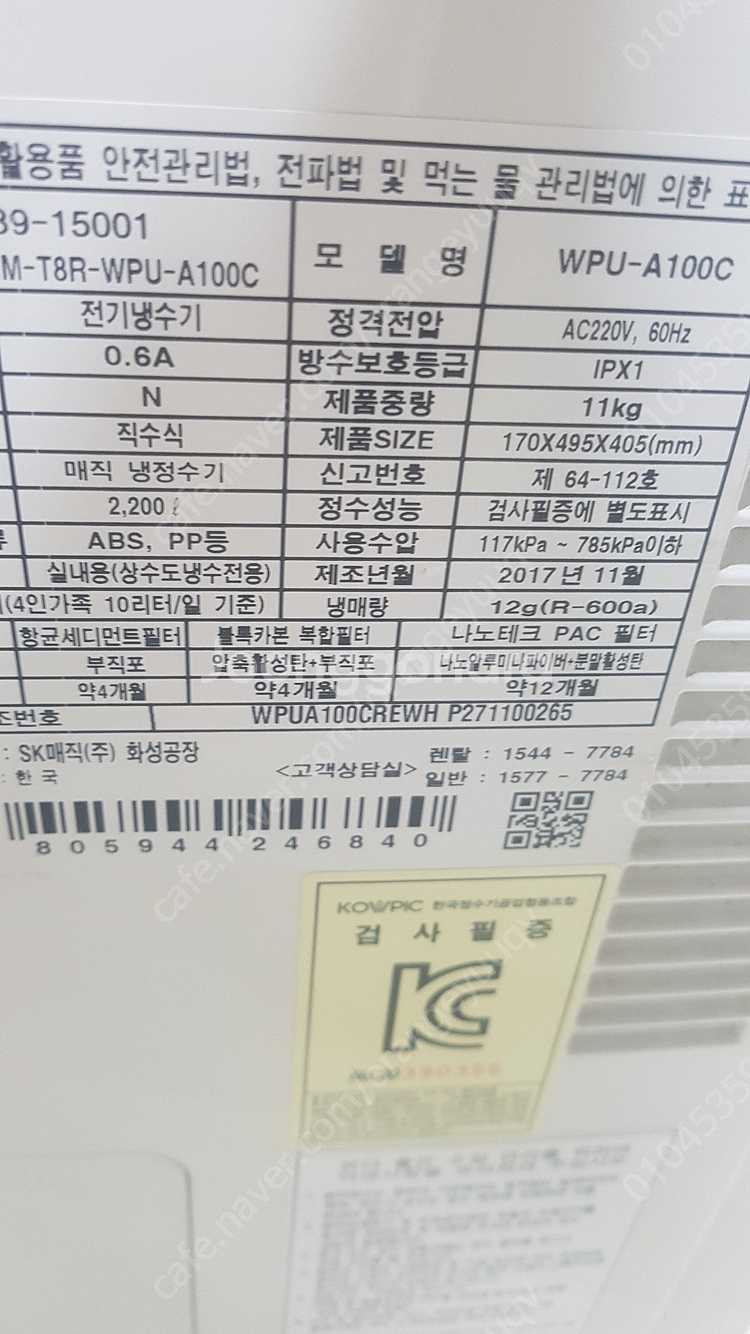 활용품 안전관리법, 전파법 및 먹는 물 관리법에 의한 표
39-15001
M-T8R-WPU-A100C 모 델 명 WPU-A100C
전기냉수기 정격전압 AC220V, 60Hz
0.6A 방수보호등급 IPX1
N 제품중량 11kg
직수식 제품SIZE 170X495X405(mm)
매직 냉정수기 신고번호 제 64-112호
2,200ℓ 정수성능 검사필증에 별도표시
ABS, PP등 사용수압 117kPa ~ 785kPa이하
실내용(상수도냉수전용) 제조년월 2017년 11월
(4인가족 10리터/일 기준) 냉매량 12g(R-600a)
항균세디먼트필터 블록카본 복합필터 나노테크 PAC 필터
부직포 압축활성탄+부직포 나노알루미나파이버+분말활성탄
약4개월 약4개월 약12개월
조번호 WPUA100CREWH P271100265
: SK매직(주) 화성공장 <고객상담실> 렌탈 : 1544 - 7784
: 한국 일반 : 1577 - 7784
805944246840
KOWPIC 한국정수기공업협동조합
검 사 필 증
KC